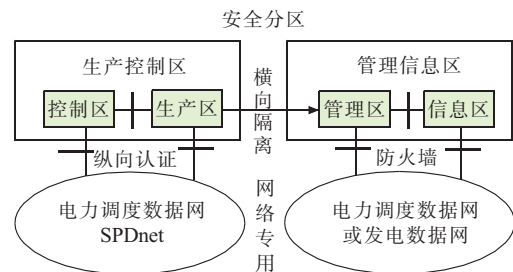 安全分区
生产控制区
管理信息区
控制区
生产区
横向隔离
管理区
信息区
纵向认证
防火墙
电力调度数据网
SPDnet
网络专用
电力调度数据网
或发电数据网